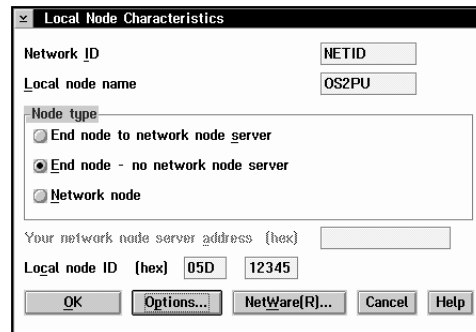 Local Node Characteristics
Network ID NETID
Local node name OS2PU
Node type
End node to network node server
End node - no network node server
Network node
Your network node server address (hex)
Local node ID (hex) 05D 12345
OK Options... NetWare(R)... Cancel Help